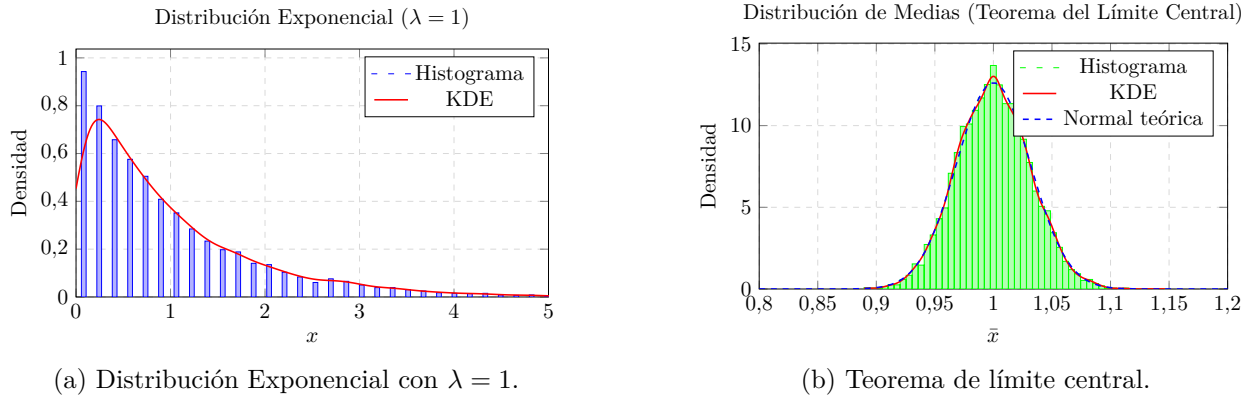 Distribución Exponencial (λ = 1)
1
0,8
0,6
0,4
0,2
0
Densidad
Histograma
KDE
0 1 2 3 4 5
x
(a) Distribución Exponencial con λ = 1.
Distribución de Medias (Teorema del Límite Central)
15
10
5
0
Densidad
Histograma
KDE
Normal teórica
0,8 0,85 0,9 0,95 1 1,05 1,1 1,15 1,2
x̄
(b) Teorema de límite central.